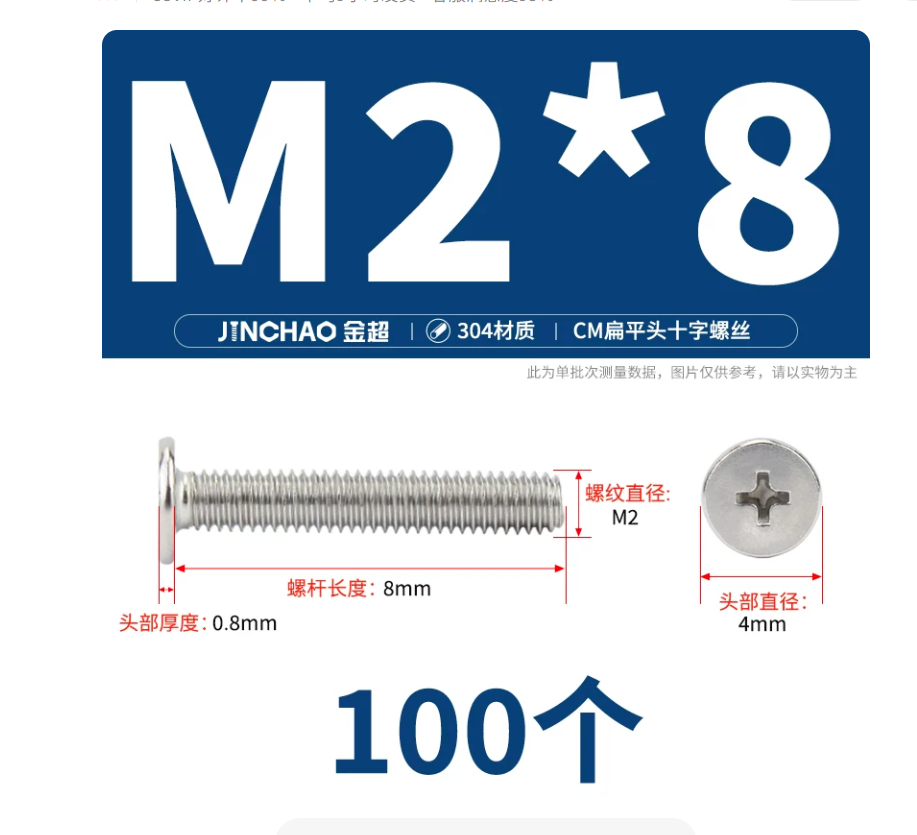 M2*8
JINCHAO 金超 | 304材质 | CM扁平头十字螺丝
此为单批次测量数据，图片仅供参考，请以实物为主
螺纹直径:
M2
螺杆长度：8mm
头部厚度：0.8mm
头部直径：
4mm
100个